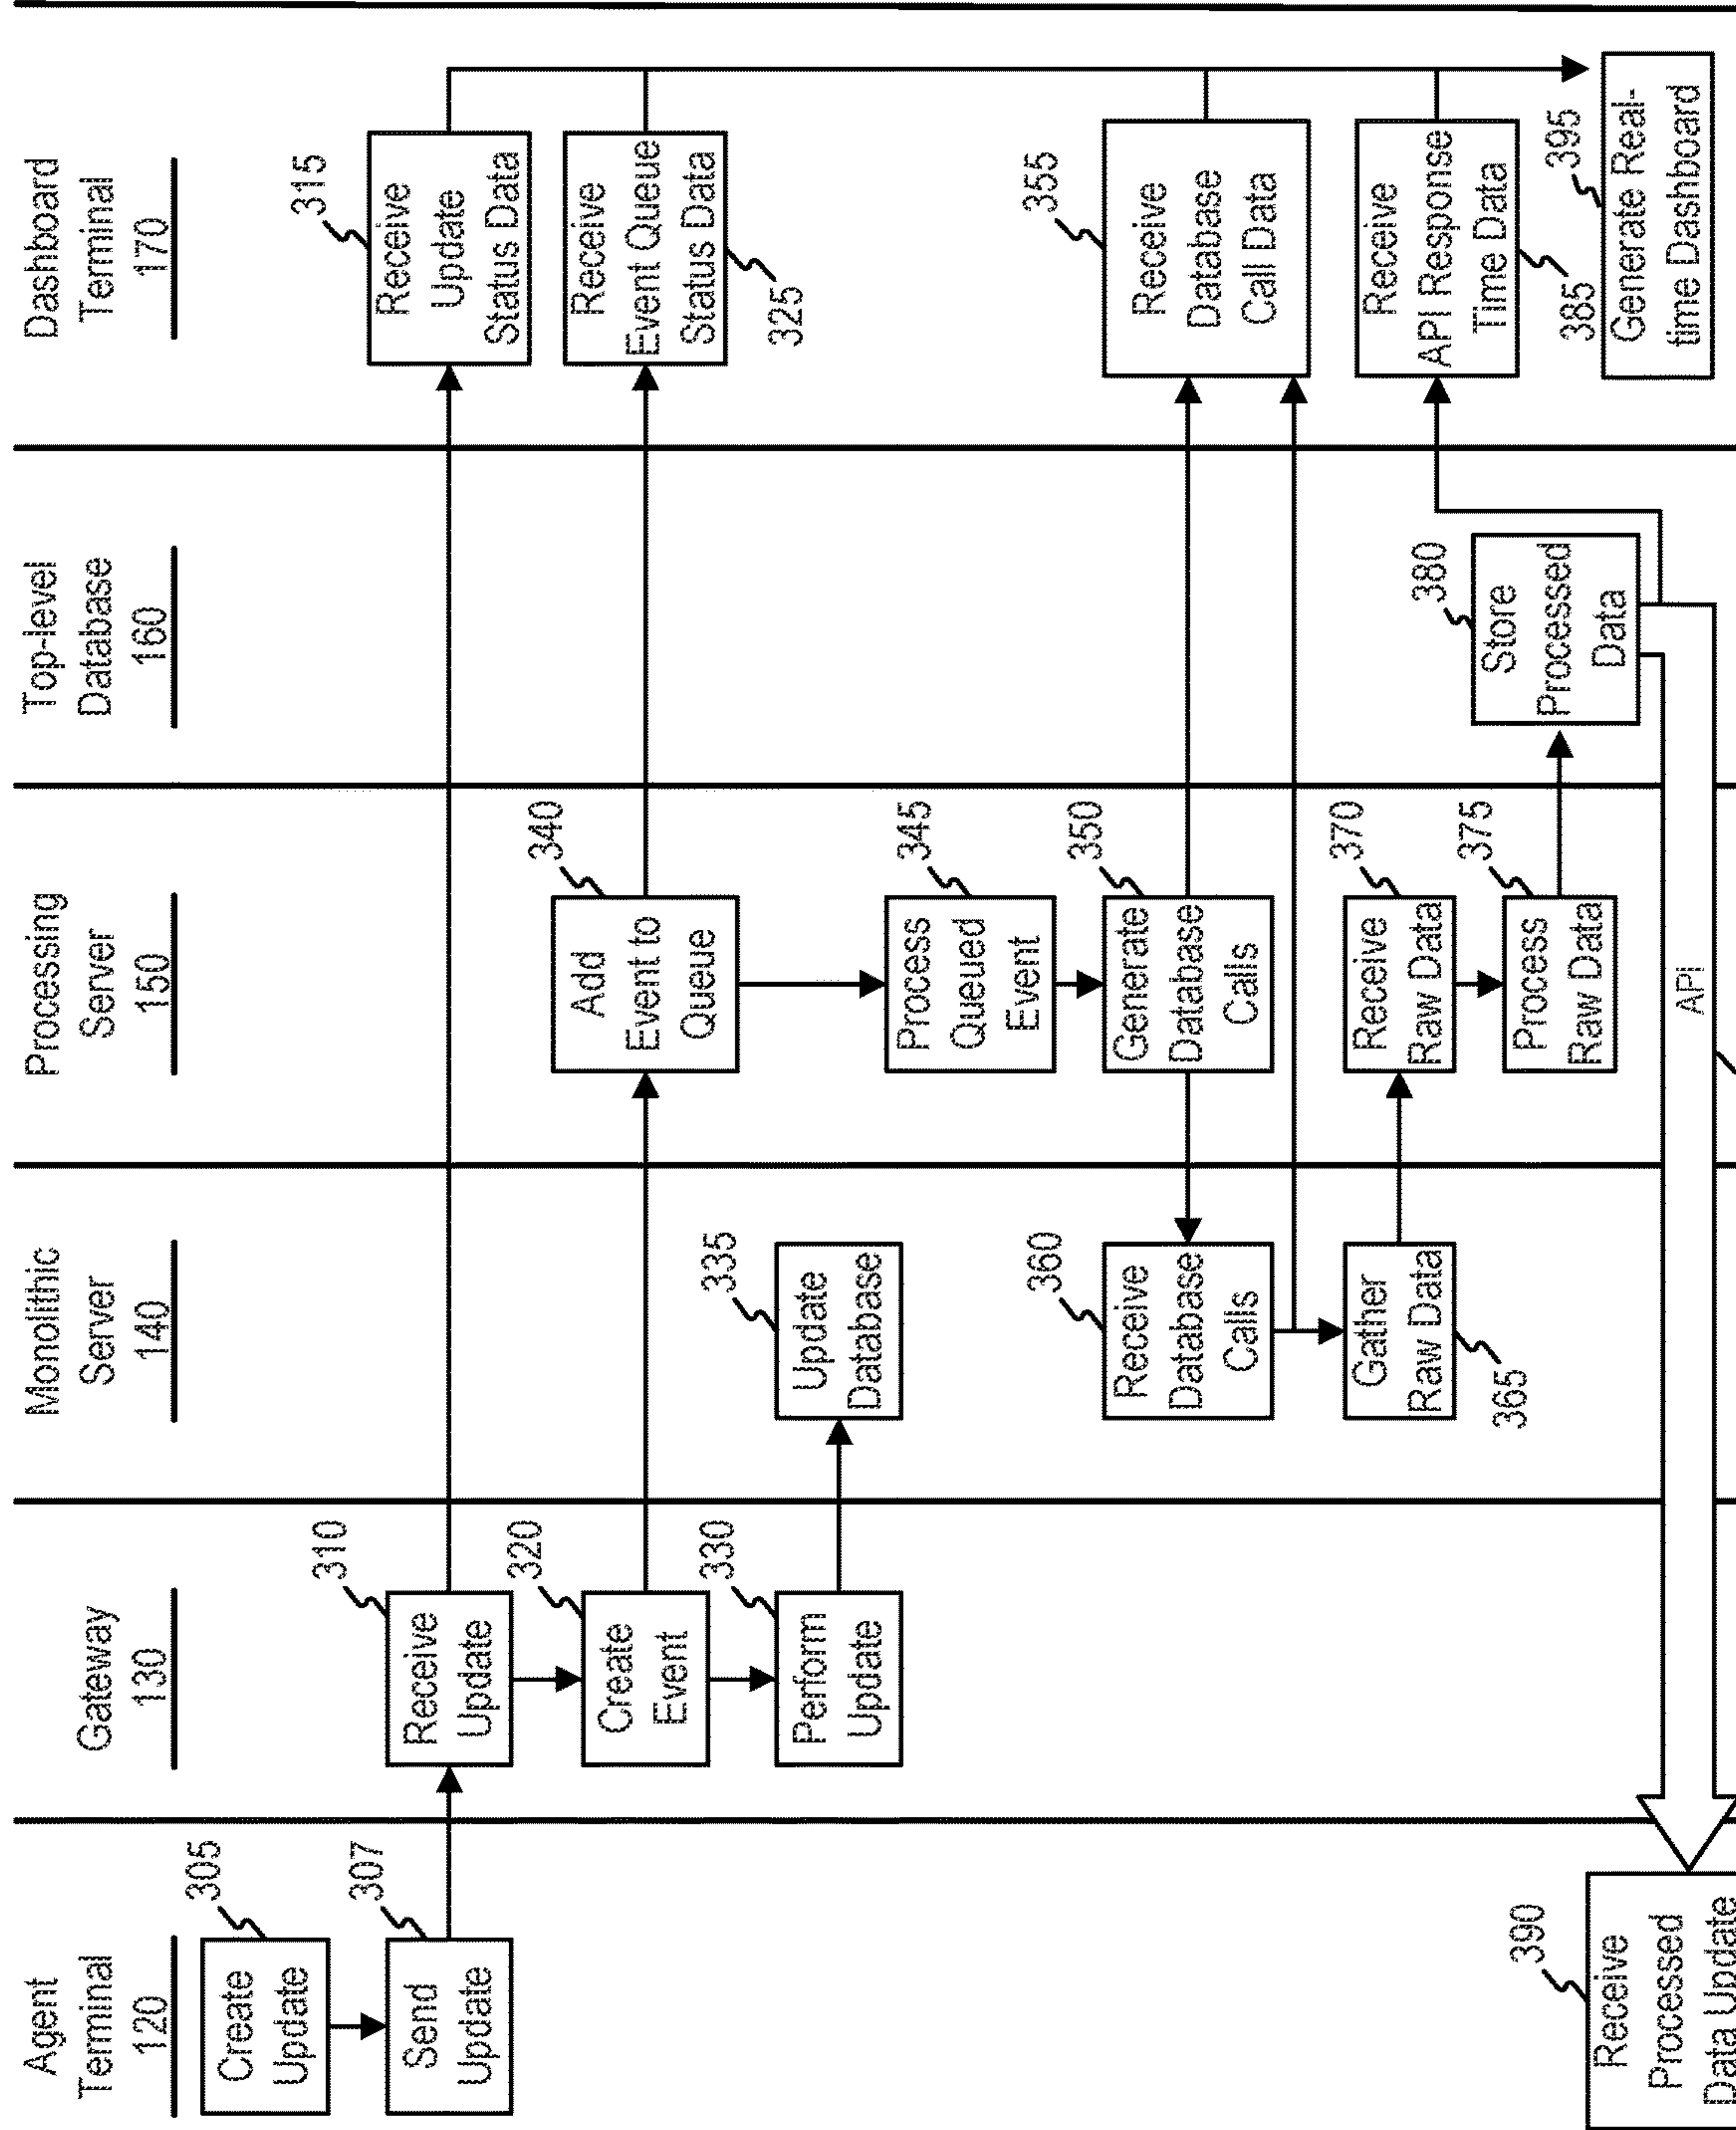 Agent
Terminal
120
Gateway
130
Monolithic
Server
140
Processing
Server
150
Top-level
Database
160
Dashboard
Terminal
170
305
Create
Update
307
Send
Update
310
Receive
Update
315
Receive
Update
Status Data
320
Create
Event
340
Add
Event to
Queue
Receive
Event Queue
Status Data
325
330
Perform
Update
335
Update
Database
345
Process
Queued
Event
350
Generate
Database
Calls
355
Receive
Database
Call Data
360
Receive
Database
Calls
Gather
Raw Data
365
370
Receive
Raw Data
375
Process
Raw Data
380
Store
Processed
Data
Receive
API Response
Time Data
385
395
Generate Real-
time Dashboard
API
390
Receive
Processed
Data Update